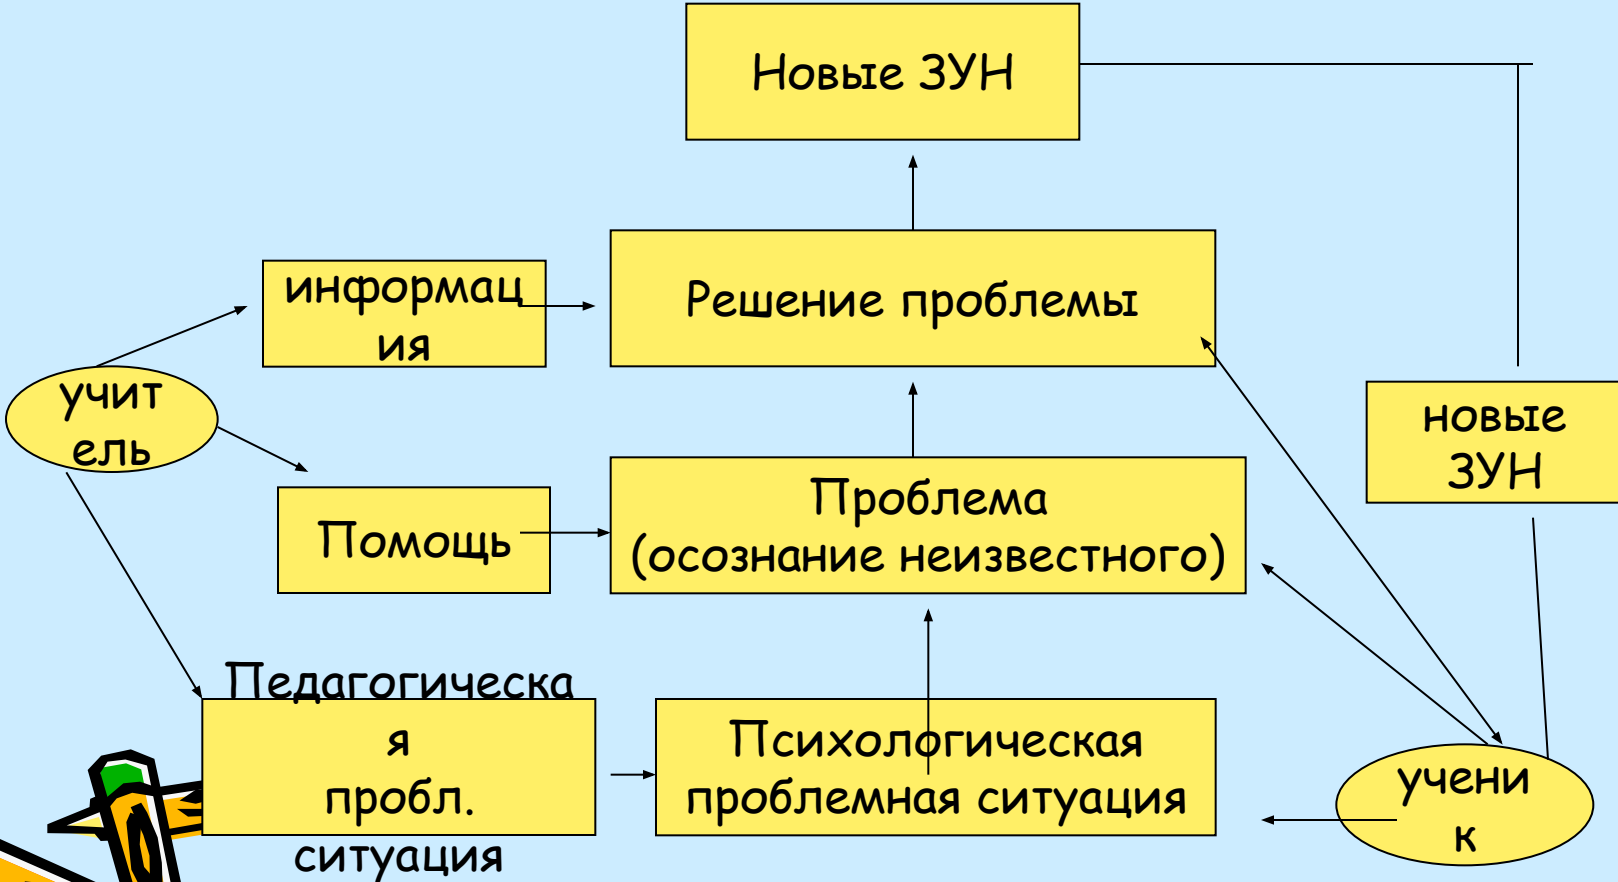 Новые ЗУН
информац
ия
Решение проблемы
учит
ель
новые
ЗУН
Помощь
Проблема
(осознание неизвестного)
Педагогическа
я
пробл.
ситуация
Психологическая
проблемная ситуация
учени
к